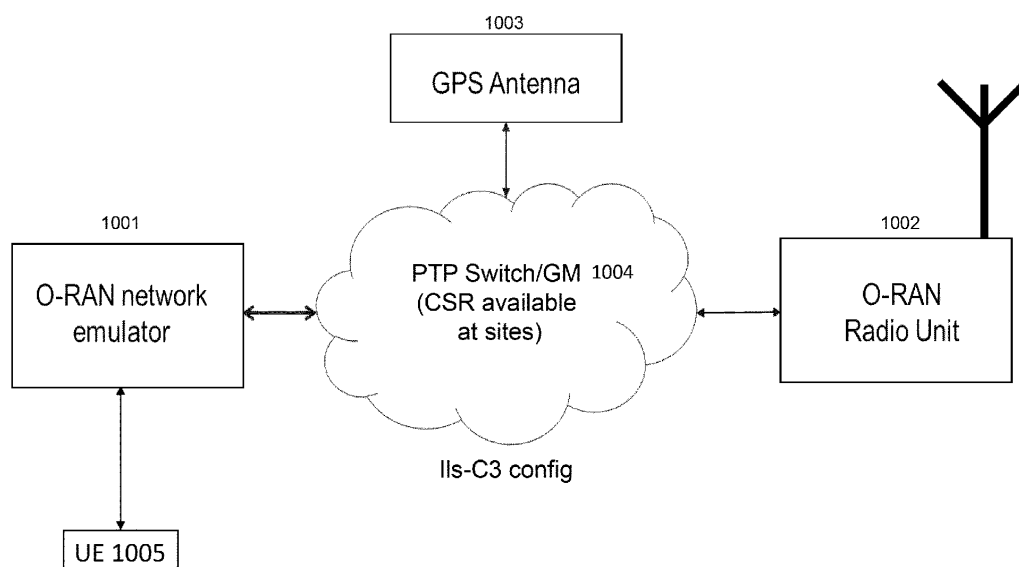 1003
GPS Antenna
1001
O-RAN network
emulator
PTP Switch/GM 1004
(CSR available
at sites)
1002
O-RAN
Radio Unit
lls-C3 config
UE 1005